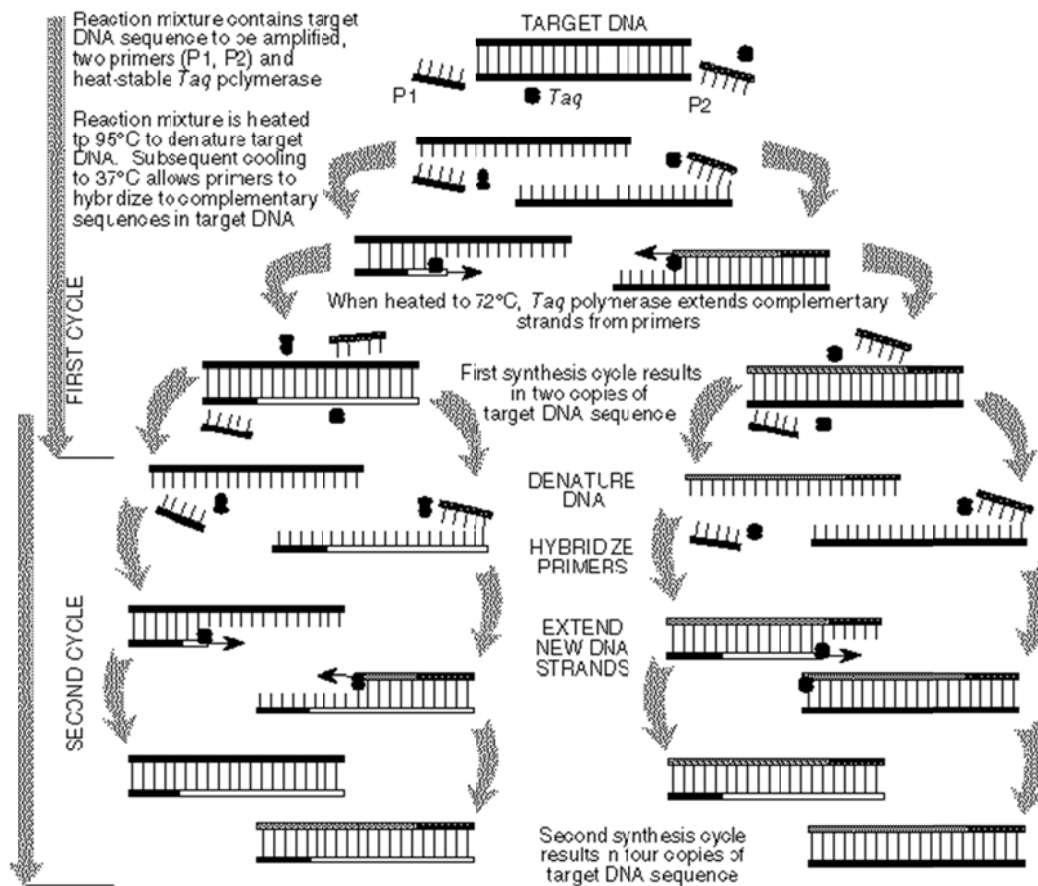 Reaction mixture contains target
DNA sequence to be amplified,
two primers (P1, P2) and
heat-stable Taq polymerase
TARGET DNA
P1
Taq
P2
Reaction mixture is heated
tp 95°C to denature target
DNA. Subsequent cooling
to 37°C allows primers to
hybridize to complementary
sequences in target DNA
When heated to 72°C, Taq polymerase extends complementary
strands from primers
FIRST CYCLE
First synthesis cycle results
in two copies of
target DNA sequence
DENATURE
DNA
HYBRIDZE
PRIMERS
EXTEND
NEW DNA
STRANDS
SECOND CYCLE
Second synthesis cycle
results n four copies of
target DNA sequence